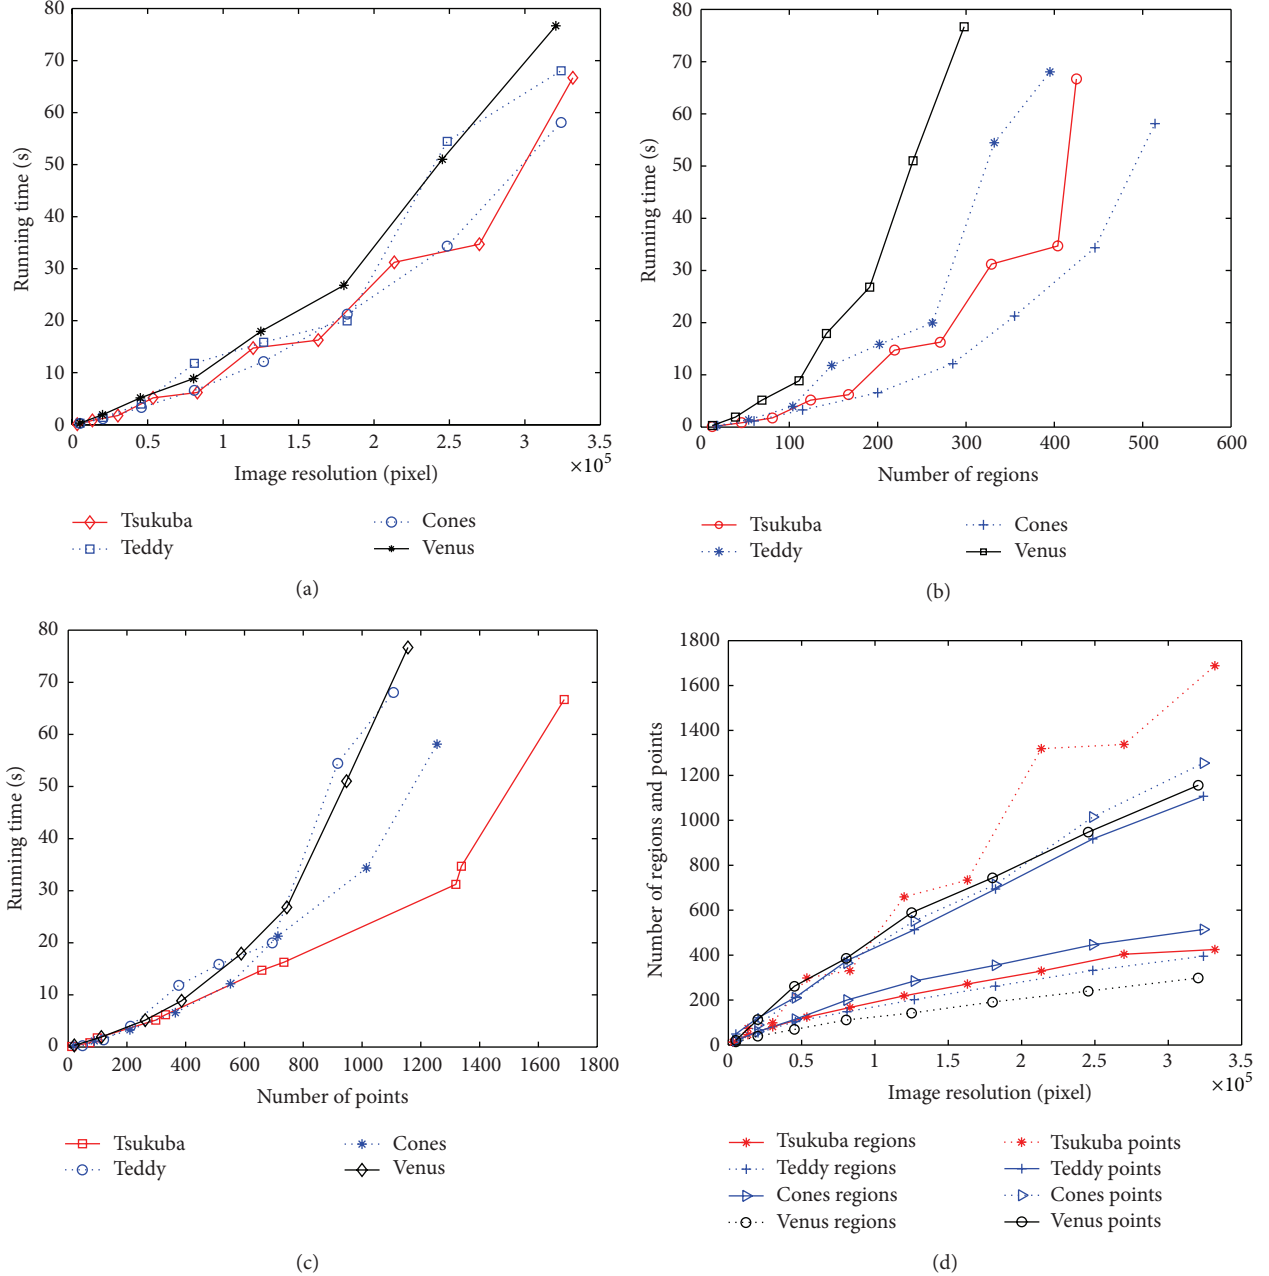 80
70
60
50
40
30
20
10
0
Running time (s)
0
0.5
1
1.5
2
2.5
3
3.5
×10⁵
Image resolution (pixel)
Tsukuba
Teddy
Cones
Venus
(a)
80
70
60
50
40
30
20
10
0
Running time (s)
0
100
200
300
400
500
600
Number of regions
Tsukuba
Teddy
Cones
Venus
(b)
80
70
60
50
40
30
20
10
0
Running time (s)
0
200
400
600
800
1000
1200
1400
1600
1800
Number of points
Tsukuba
Teddy
Cones
Venus
(c)
1800
1600
1400
1200
1000
800
600
400
200
0
Number of regions and points
0
0.5
1
1.5
2
2.5
3
3.5
×10⁵
Image resolution (pixel)
Tsukuba regions
Teddy regions
Cones regions
Venus regions
Tsukuba points
Teddy points
Cones points
Venus points
(d)